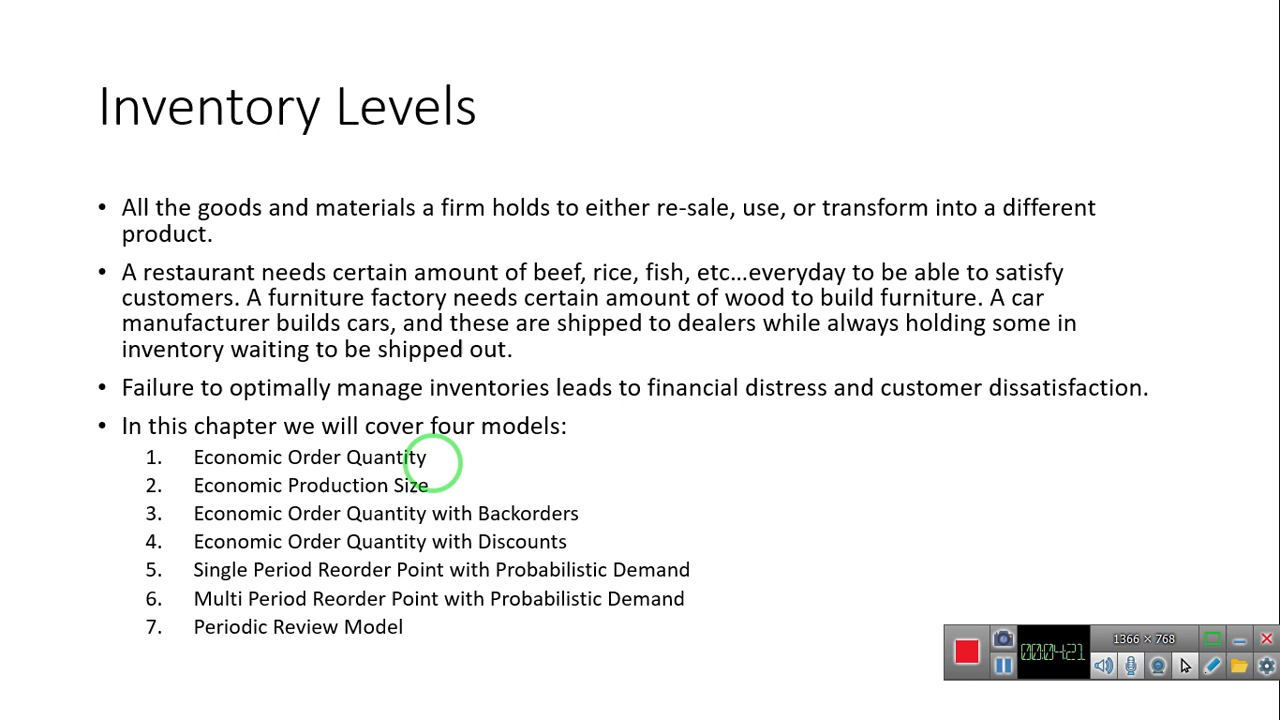 Inventory Levels
• All the goods and materials a firm holds to either re-sale, use, or transform into a different
product.
• A restaurant needs certain amount of beef, rice, fish, etc...everyday to be able to satisfy
customers. A furniture factory needs certain amount of wood to build furniture. A car
manufacturer builds cars, and these are shipped to dealers while always holding some in
inventory waiting to be shipped out.
• Failure to optimally manage inventories leads to financial distress and customer dissatisfaction.
• In this chapter we will cover four models:
1. Economic Order Quantity
2. Economic Production Size
3. Economic Order Quantity with Backorders
4. Economic Order Quantity with Discounts
5. Single Period Reorder Point with Probabilistic Demand
6. Multi Period Reorder Point with Probabilistic Demand
7. Periodic Review Model
1366 × 768
00:04:21